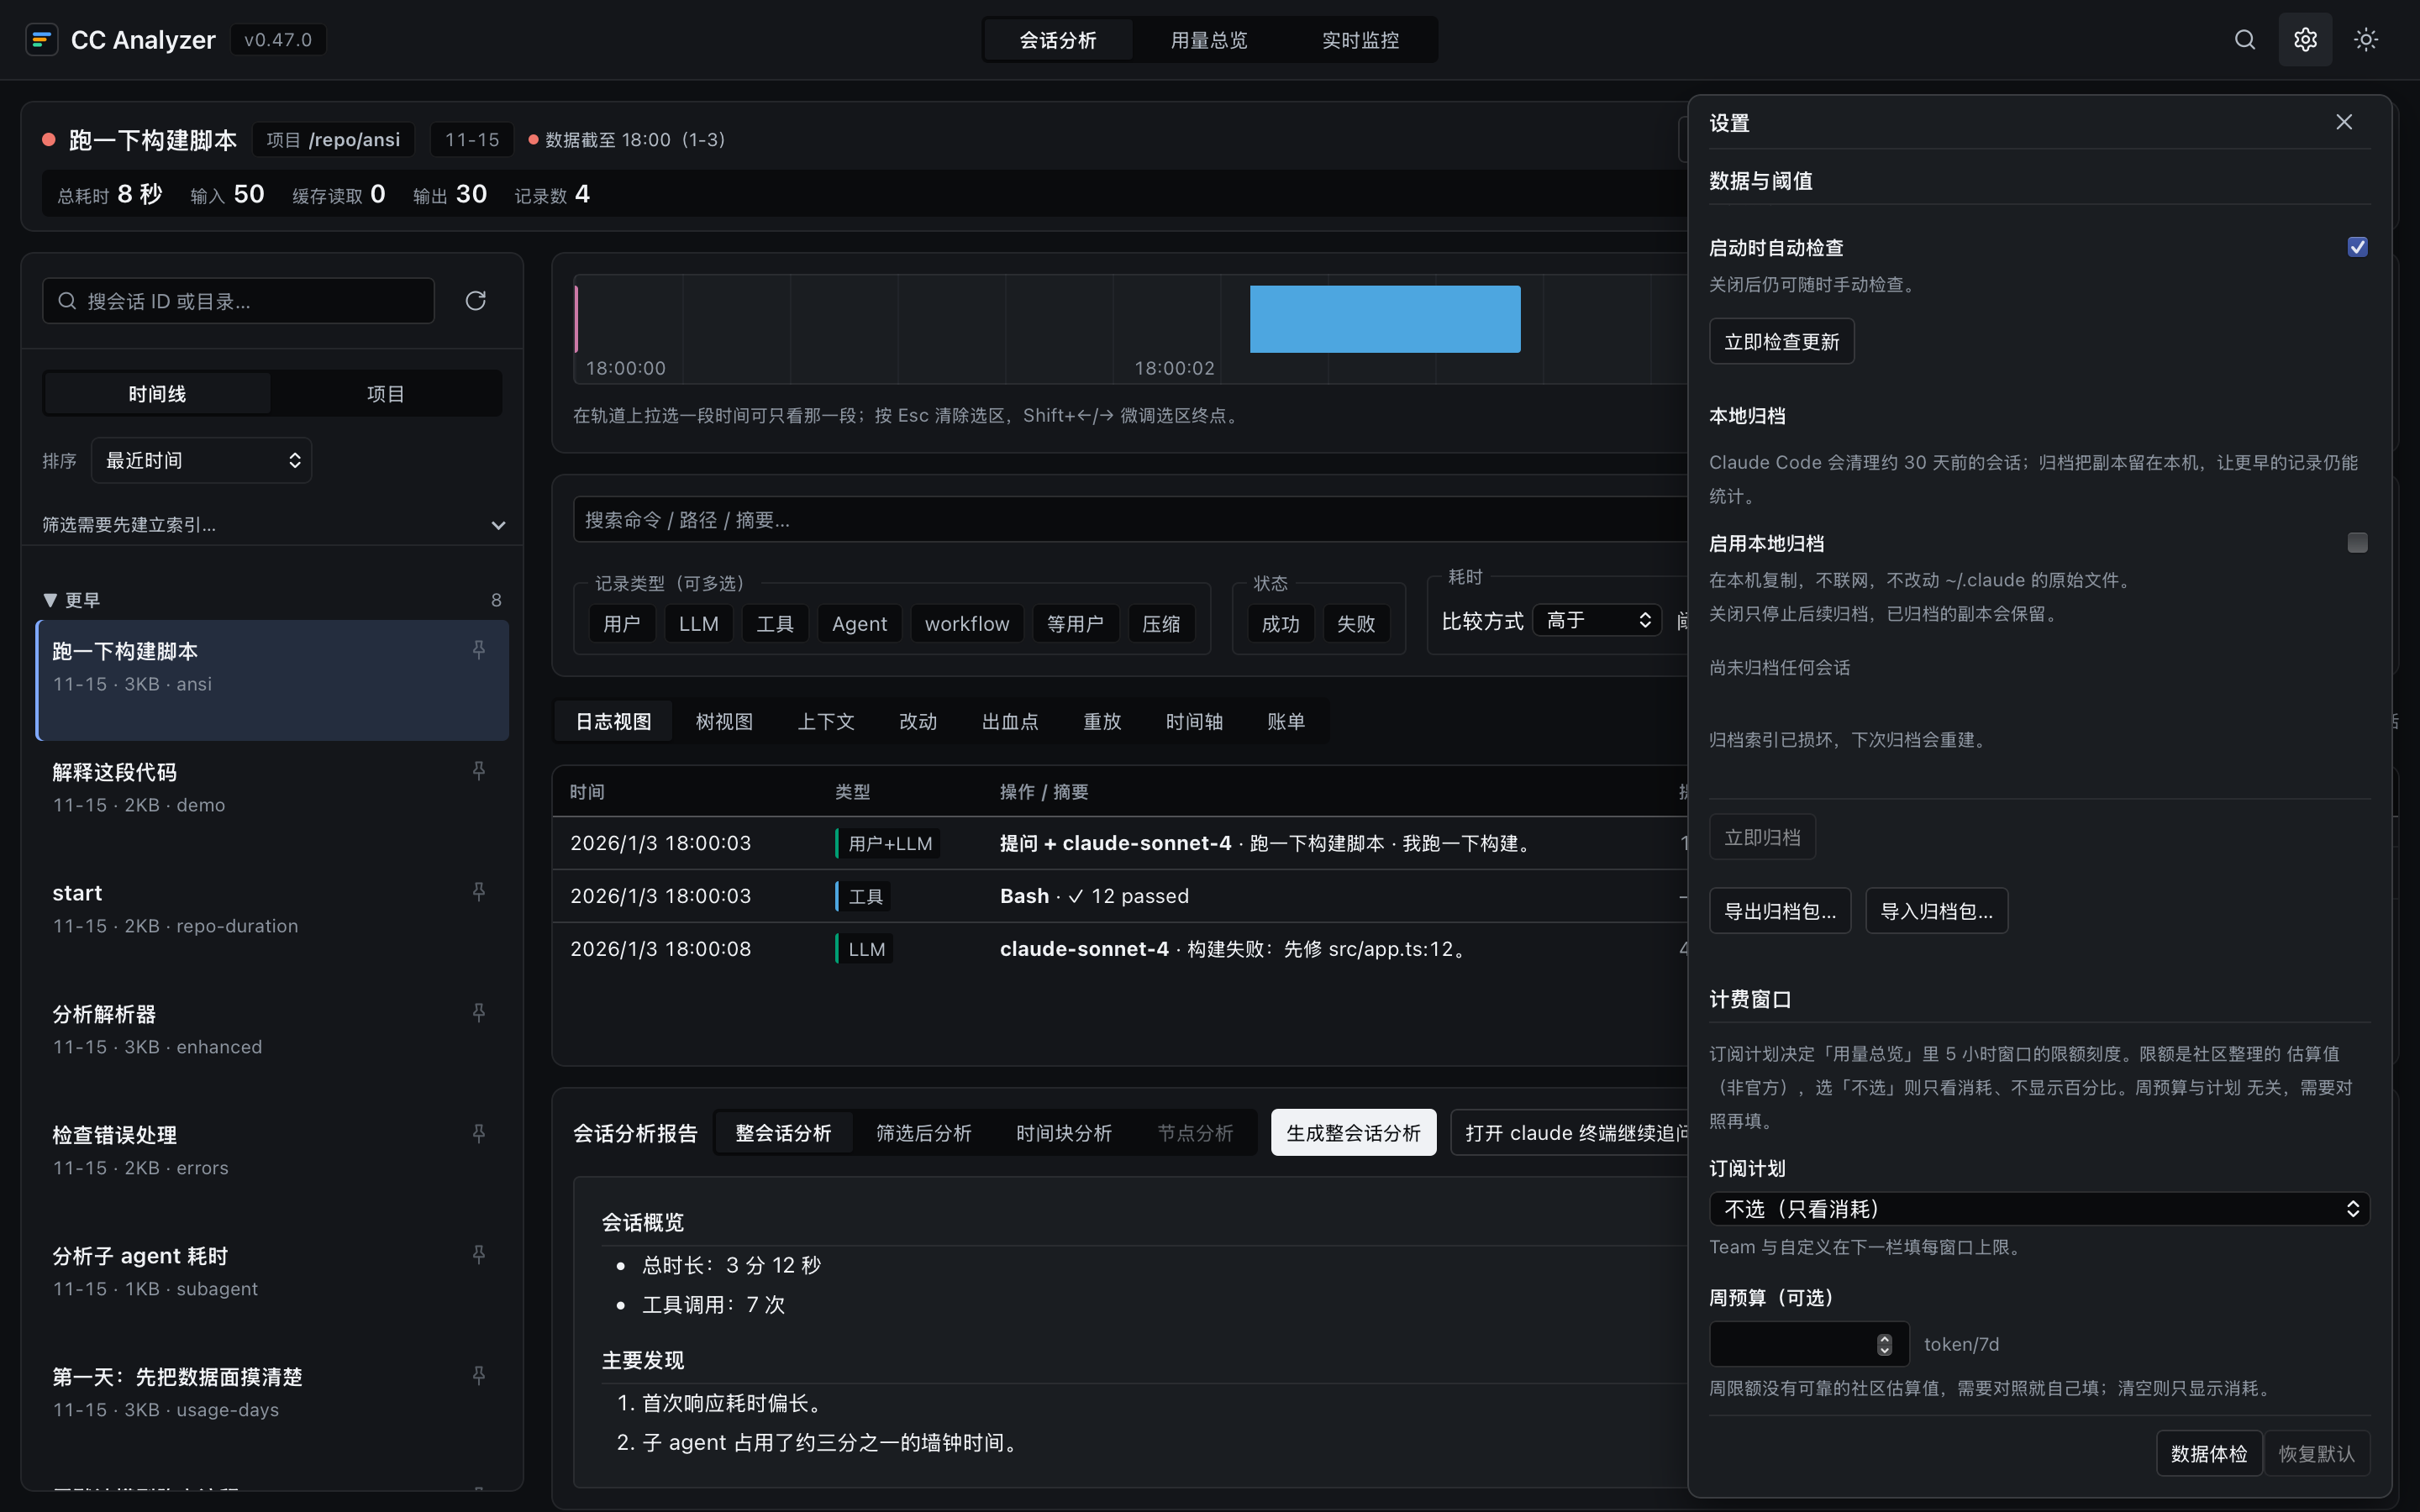 CC Analyzer v0.47.0
会话分析 用量总览 实时监控
跑一下构建脚本 项目 /repo/ansi 11-15 数据截至 18:00 (1-3)
总耗时 8 秒 输入 50 缓存读取 0 输出 30 记录数 4
搜会话 ID 或目录...
时间线 项目
排序 最近时间
筛选需要先建立索引...
▼ 更早 8
跑一下构建脚本
11-15 · 3KB · ansi
解释这段代码
11-15 · 2KB · demo
start
11-15 · 2KB · repo-duration
分析解析器
11-15 · 3KB · enhanced
检查错误处理
11-15 · 2KB · errors
分析子 agent 耗时
11-15 · 1KB · subagent
第一天：先把数据面摸清楚
11-15 · 3KB · usage-days
18:00:00 18:00:02
在轨道上拉选一段时间可只看那一段；按 Esc 清除选区，Shift+←/→ 微调选区终点。
搜索命令 / 路径 / 摘要...
记录类型（可多选） 状态 耗时
用户 LLM 工具 Agent workflow 等用户 压缩 成功 失败 比较方式 高于
日志视图 树视图 上下文 改动 出血点 重放 时间轴 账单
时间 类型 操作 / 摘要
2026/1/3 18:00:03 用户+LLM 提问 + claude-sonnet-4 · 跑一下构建脚本 · 我跑一下构建。
2026/1/3 18:00:03 工具 Bash · ✓ 12 passed
2026/1/3 18:00:08 LLM claude-sonnet-4 · 构建失败：先修 src/app.ts:12。
会话分析报告 整会话分析 筛选后分析 时间块分析 节点分析 生成整会话分析 打开 claude 终端继续追问
会话概览
• 总时长：3 分 12 秒
• 工具调用：7 次
主要发现
1. 首次响应耗时偏长。
2. 子 agent 占用了约三分之一的墙钟时间。
设置
数据与阈值
启动时自动检查
关闭后仍可随时手动检查。
立即检查更新
本地归档
Claude Code 会清理约 30 天前的会话；归档把副本留在本机，让更早的记录仍能
统计。
启用本地归档
在本机复制，不联网，不改动 ~/.claude 的原始文件。
关闭只停止后续归档，已归档的副本会保留。
尚未归档任何会话
归档索引已损坏，下次归档会重建。
立即归档
导出归档包... 导入归档包...
计费窗口
订阅计划决定「用量总览」里 5 小时窗口的限额刻度。限额是社区整理的 估算值
（非官方），选「不选」则只看消耗、不显示百分比。周预算与计划 无关，需要对
照再填。
订阅计划
不选（只看消耗）
Team 与自定义在下一栏填每窗口上限。
周预算（可选）
token/7d
周限额没有可靠的社区估算值，需要对照就自己填；清空则只显示消耗。
数据体检 恢复默认